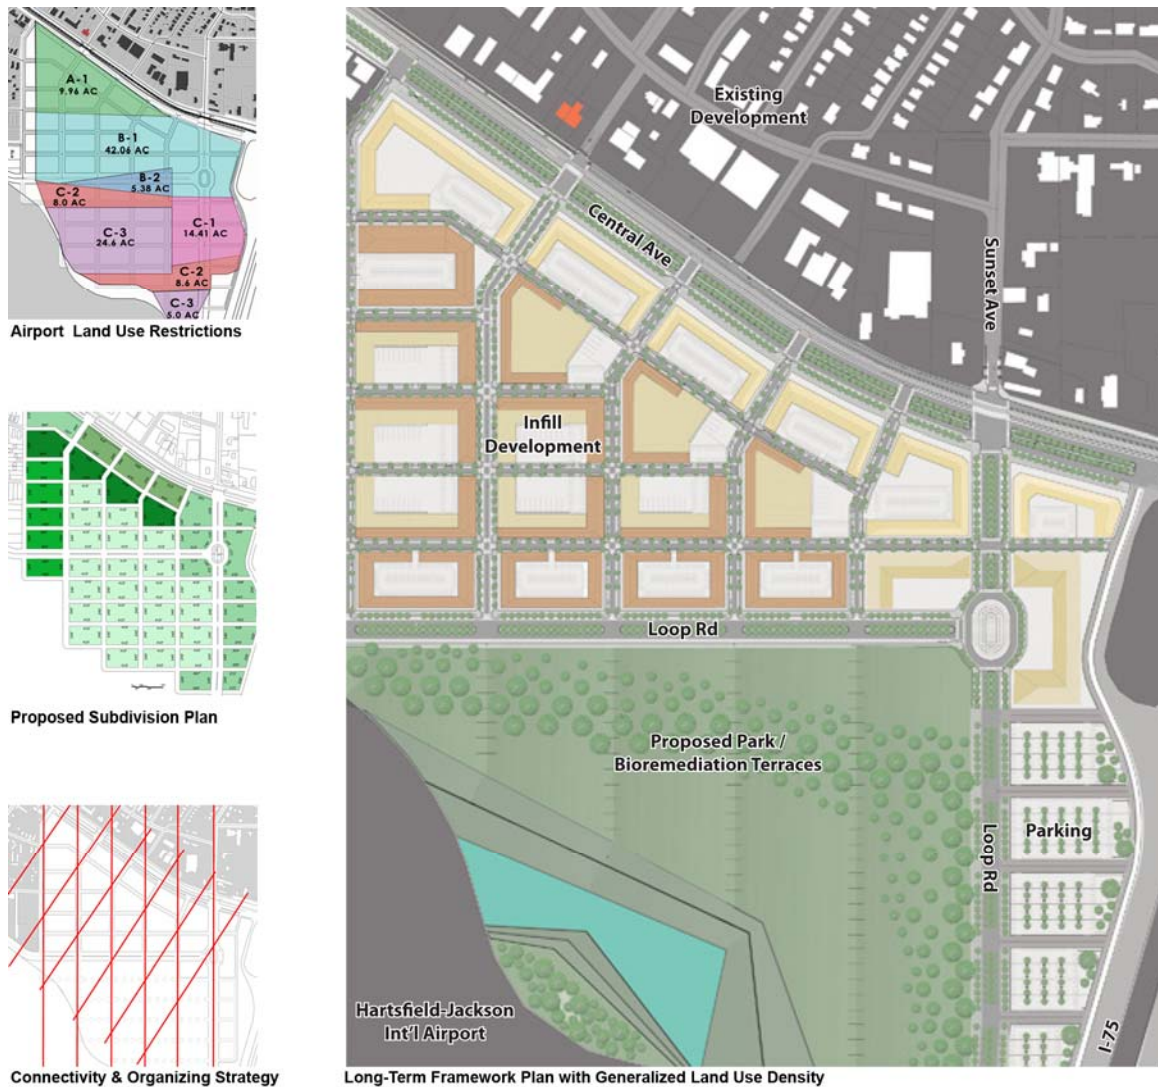 A-1
9.96 AC
B-1
42.06 AC
B-2
5.38 AC
C-2
8.0 AC
C-3
24.6 AC
C-1
14.41 AC
C-2
8.6 AC
C-3
5.0 AC
Airport Land Use Restrictions
Proposed Subdivision Plan
Connectivity & Organizing Strategy
Existing
Development
Central Ave
Sunset Ave
Infill
Development
Loop Rd
Proposed Park /
Bioremediation Terraces
Loop Rd
Parking
Hartsfield-Jackson
Int'l Airport
I-75
Long-Term Framework Plan with Generalized Land Use Density